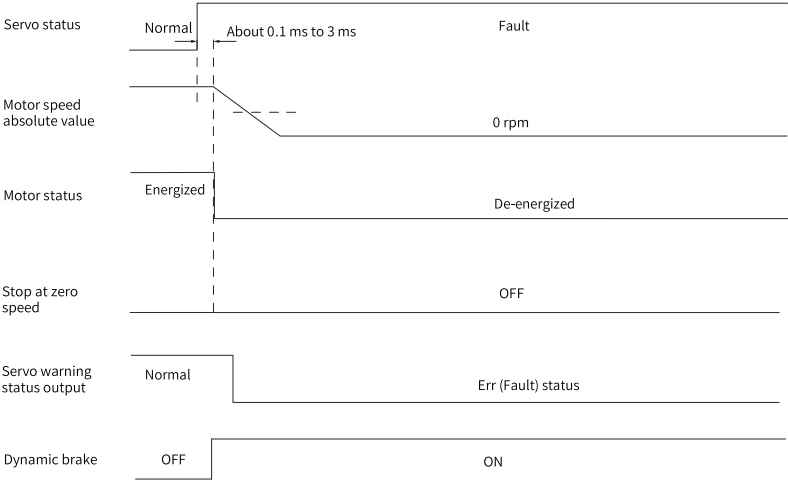 Servo status
Normal
Fault
About 0.1 ms to 3 ms
Motor speed
absolute value
0 rpm
Motor status
Energized
De-energized
Stop at zero
speed
OFF
Servo warning
status output
Normal
Err (Fault) status
Dynamic brake
OFF
ON